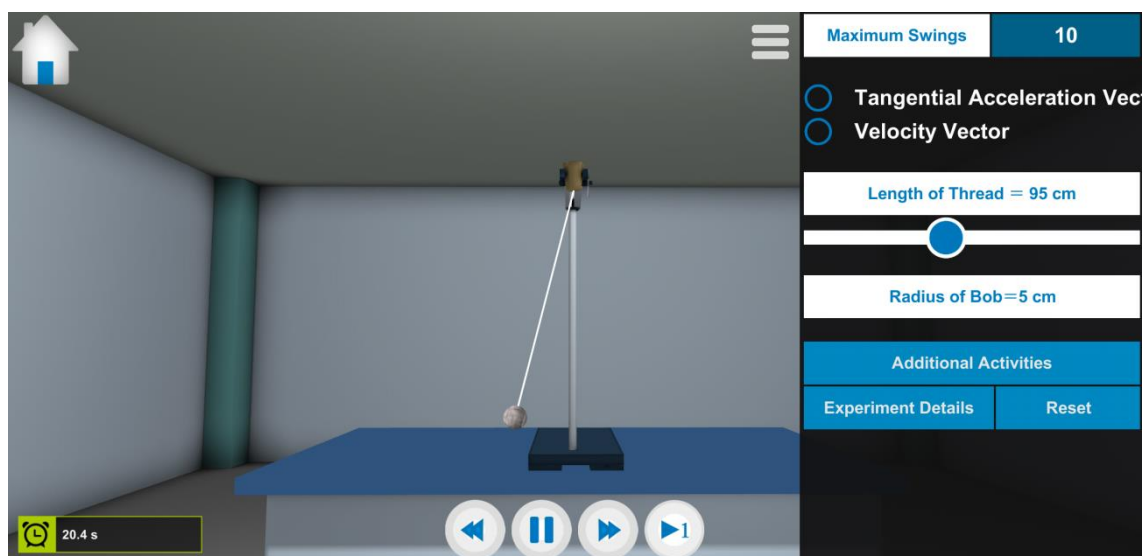 Maximum Swings 10
Tangential Acceleration Vect
Velocity Vector
Length of Thread = 95 cm
Radius of Bob=5 cm
Additional Activities
Experiment Details Reset
20.4 s
1